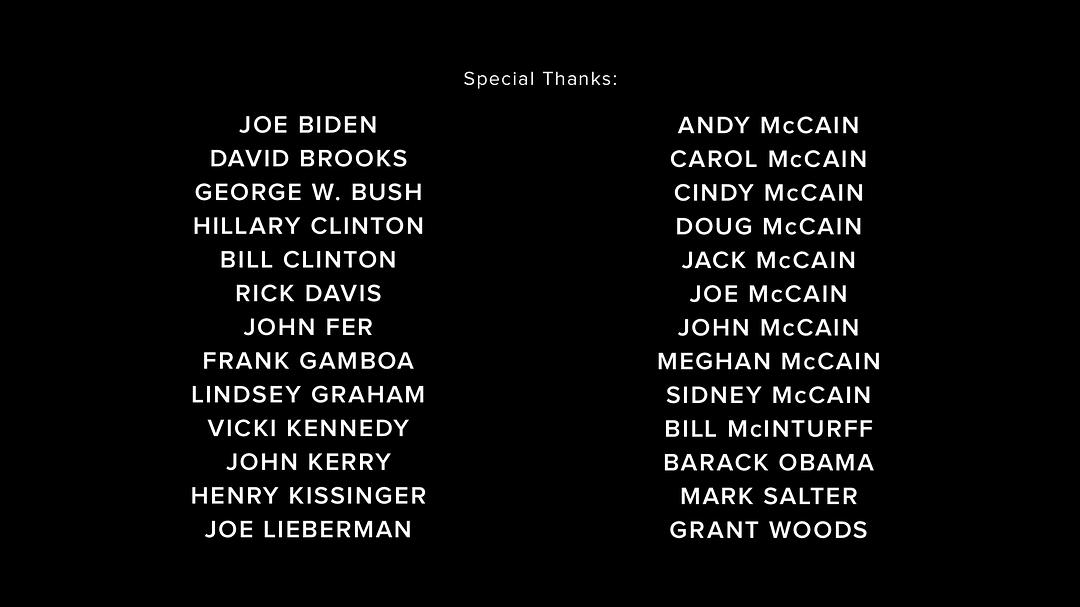 Special Thanks:
JOE BIDEN
DAVID BROOKS
GEORGE W. BUSH
HILLARY CLINTON
BILL CLINTON
RICK DAVIS
JOHN FER
FRANK GAMBOA
LINDSEY GRAHAM
VICKI KENNEDY
JOHN KERRY
HENRY KISSINGER
JOE LIEBERMAN
ANDY McCAIN
CAROL McCAIN
CINDY McCAIN
DOUG McCAIN
JACK McCAIN
JOE McCAIN
JOHN McCAIN
MEGHAN McCAIN
SIDNEY McCAIN
BILL McINTURFF
BARACK OBAMA
MARK SALTER
GRANT WOODS